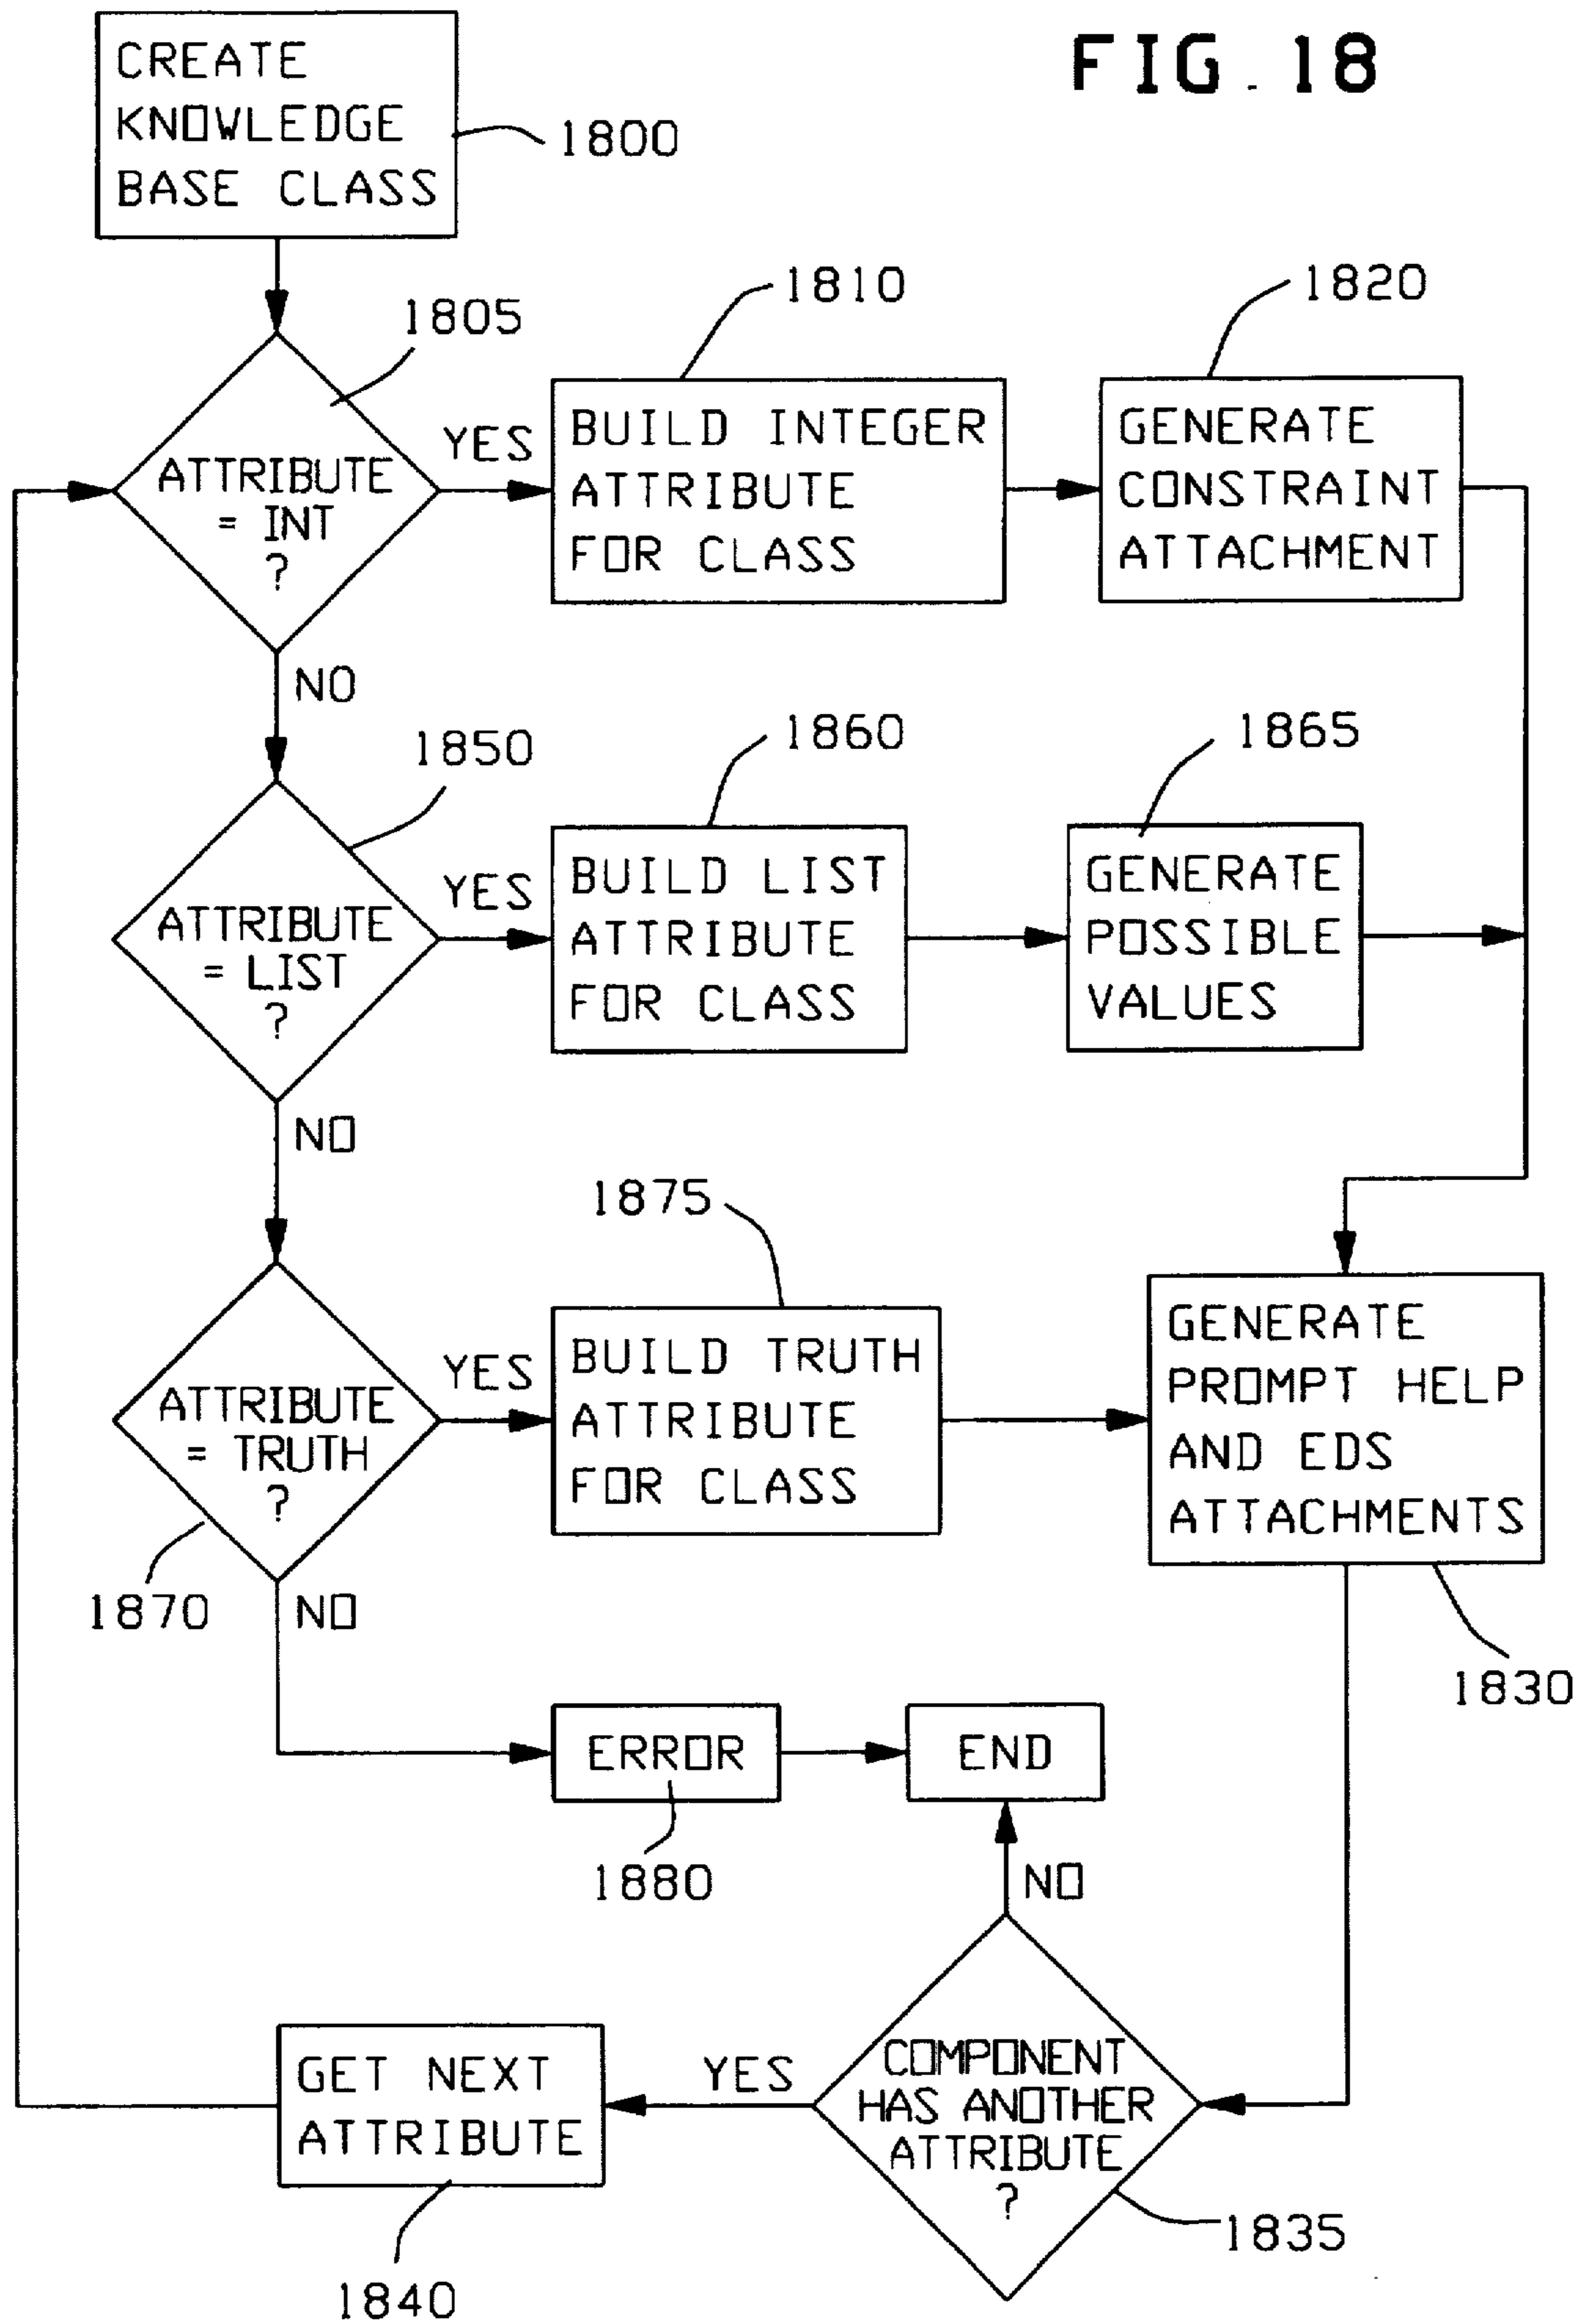 FIG. 18
CREATE
KNOWLEDGE
BASE CLASS
1800
1805
ATTRIBUTE
= INT
?
YES
1810
BUILD INTEGER
ATTRIBUTE
FOR CLASS
1820
GENERATE
CONSTRAINT
ATTACHMENT
NO
1850
ATTRIBUTE
= LIST
?
YES
1860
BUILD LIST
ATTRIBUTE
FOR CLASS
1865
GENERATE
POSSIBLE
VALUES
NO
1870
ATTRIBUTE
= TRUTH
?
YES
1875
BUILD TRUTH
ATTRIBUTE
FOR CLASS
GENERATE
PROMPT HELP
AND EDS
ATTACHMENTS
1830
NO
ERROR
1880
END
NO
COMPONENT
HAS ANOTHER
ATTRIBUTE
?
1835
YES
GET NEXT
ATTRIBUTE
1840